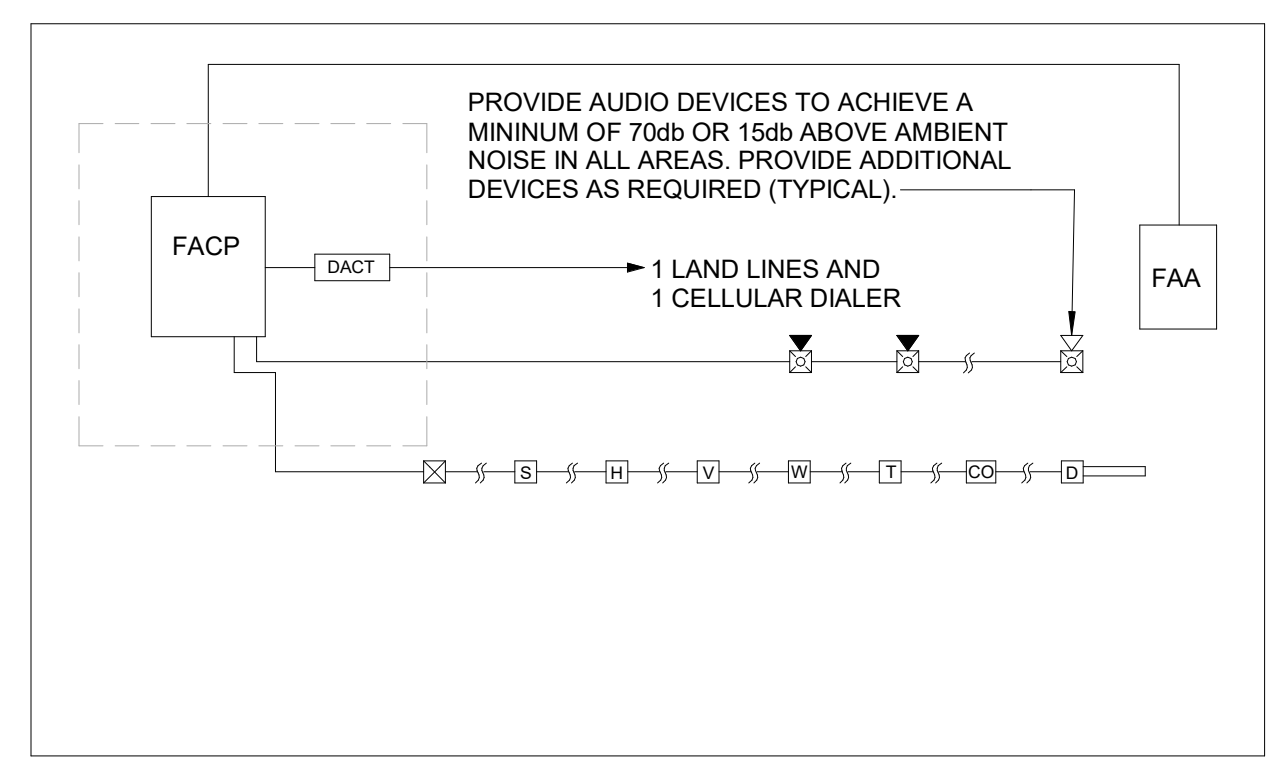 PROVIDE AUDIO DEVICES TO ACHIEVE A
MININUM OF 70db OR 15db ABOVE AMBIENT
NOISE IN ALL AREAS. PROVIDE ADDITIONAL
DEVICES AS REQUIRED (TYPICAL).
FACP
DACT
1 LAND LINES AND
1 CELLULAR DIALER
FAA
S H V W T CO D